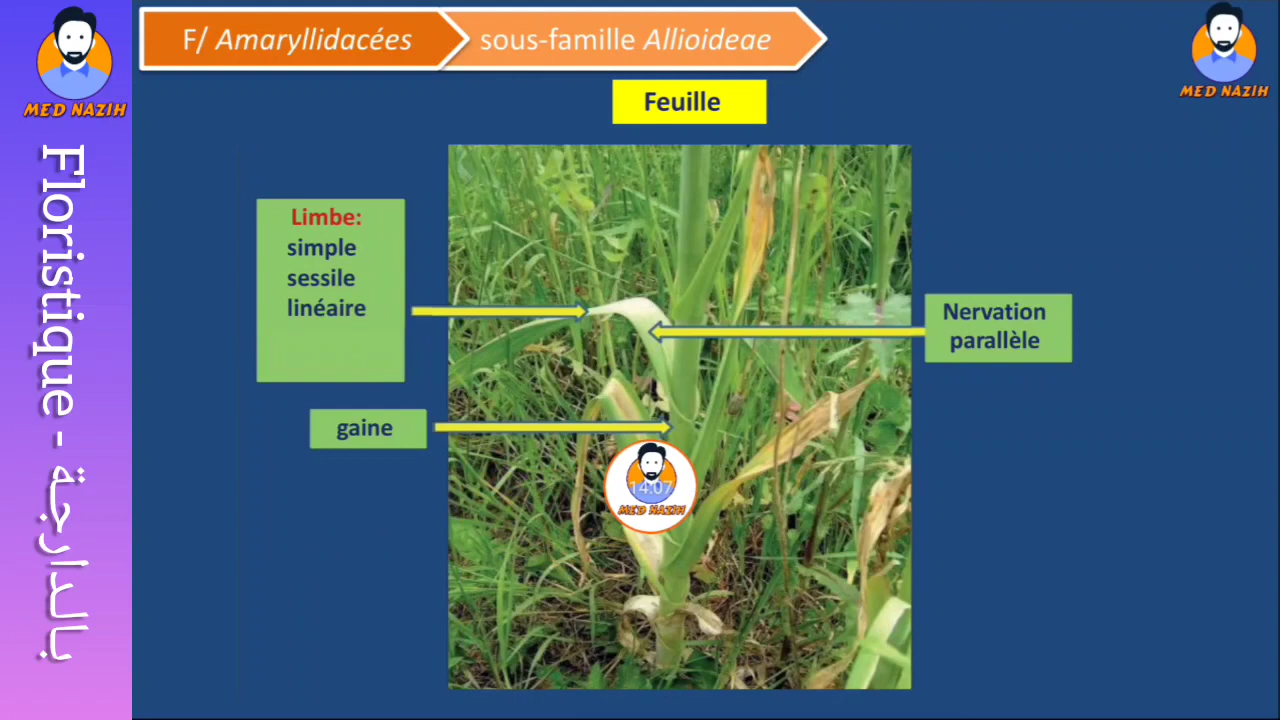 F/ Amaryllidacées
sous-famille Allioideae
MED NAZIH
MED NAZIH
Feuille
Floristique - بالدارجة
Limbe:
simple
sessile
linéaire
Nervation
parallèle
gaine
14:07
MED NAZIH